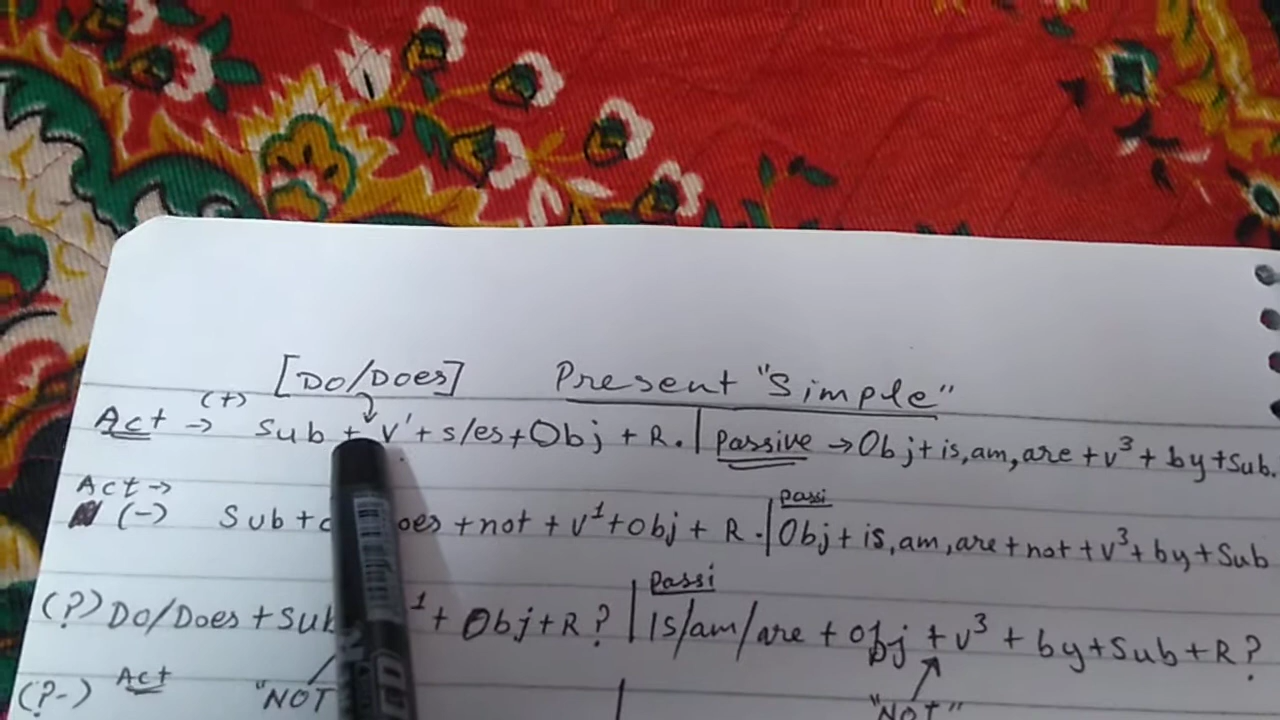 [DO/DOES] Present "Simple"
(+)
Act → Sub + V¹ + s/es + Obj + R. | Passive → Obj + is, am, are + V³ + by + Sub.
Act →
(-) Sub + oes + not + V¹ + Obj + R. | Passi Obj + is, am, are + not + V³ + by + Sub
(?) DO/DOES + Sub ¹ + Obj + R? | Passi Is/am/are + Obj + V³ + by + Sub + R?
(?-) Act "NOT "NOT"